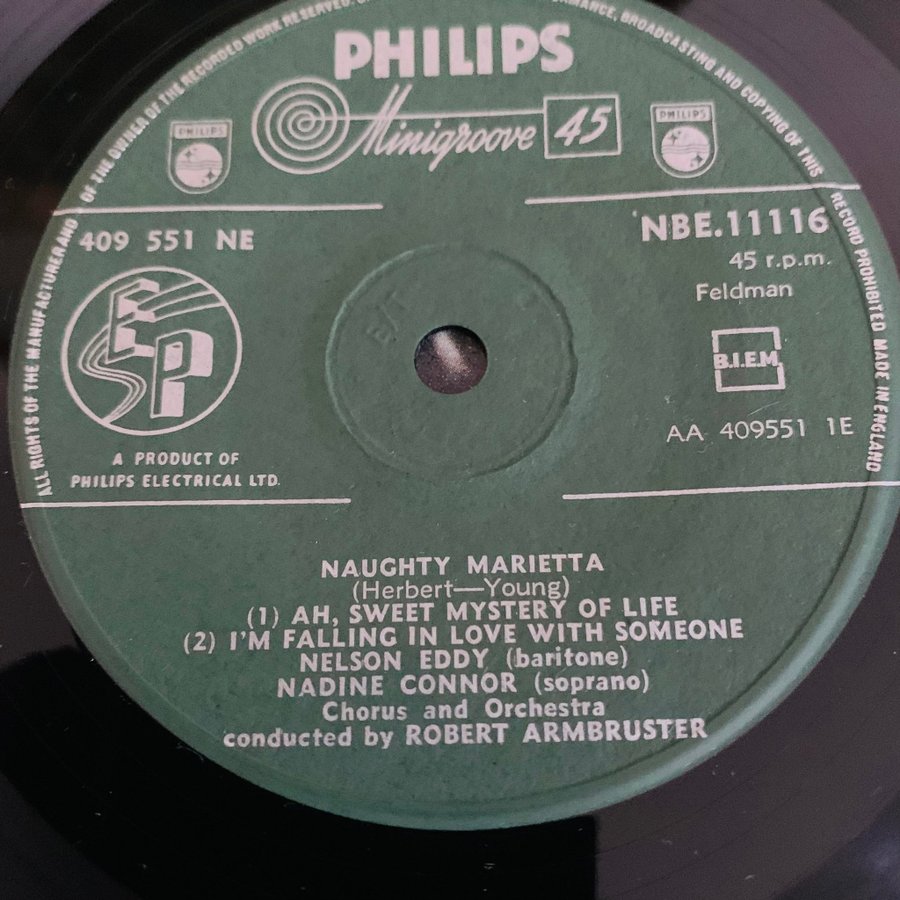 PHILIPS
Minigroove 45
PHILIPS
PHILIPS
409 551 NE
NBE.11116
45 r.p.m.
Feldman
ESP
B.I.E.M.
AA 409551 1E
E/T
A PRODUCT OF
PHILIPS ELECTRICAL LTD.
NAUGHTY MARIETTA
(Herbert—Young)
(1) AH, SWEET MYSTERY OF LIFE
(2) I'M FALLING IN LOVE WITH SOMEONE
NELSON EDDY (baritone)
NADINE CONNOR (soprano)
Chorus and Orchestra
conducted by ROBERT ARMBRUSTER
ALL RIGHTS OF THE MANUFACTURER AND OF THE OWNER OF THE RECORDED WORK RESERVED. BROADCASTING AND COPYING OF THIS RECORD PROHIBITED MADE IN ENGLAND